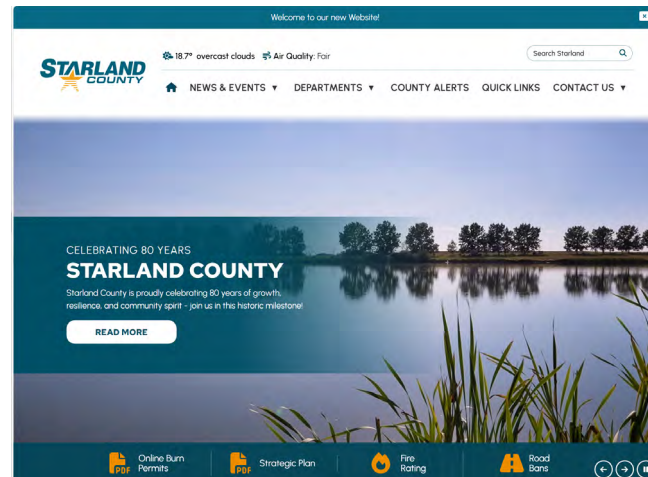 Welcome to our new Website!
x
STARLAND
COUNTY
18.7° overcast clouds Air Quality: Fair
Search Starland
NEWS & EVENTS ▼ DEPARTMENTS ▼ COUNTY ALERTS QUICK LINKS CONTACT US ▼
CELEBRATING 80 YEARS
STARLAND COUNTY
Starland County is proudly celebrating 80 years of growth,
resilience, and community spirit - join us in this historic milestone!
READ MORE
PDF Online Burn
Permits
PDF Strategic Plan
Fire
Rating
Road
Bans